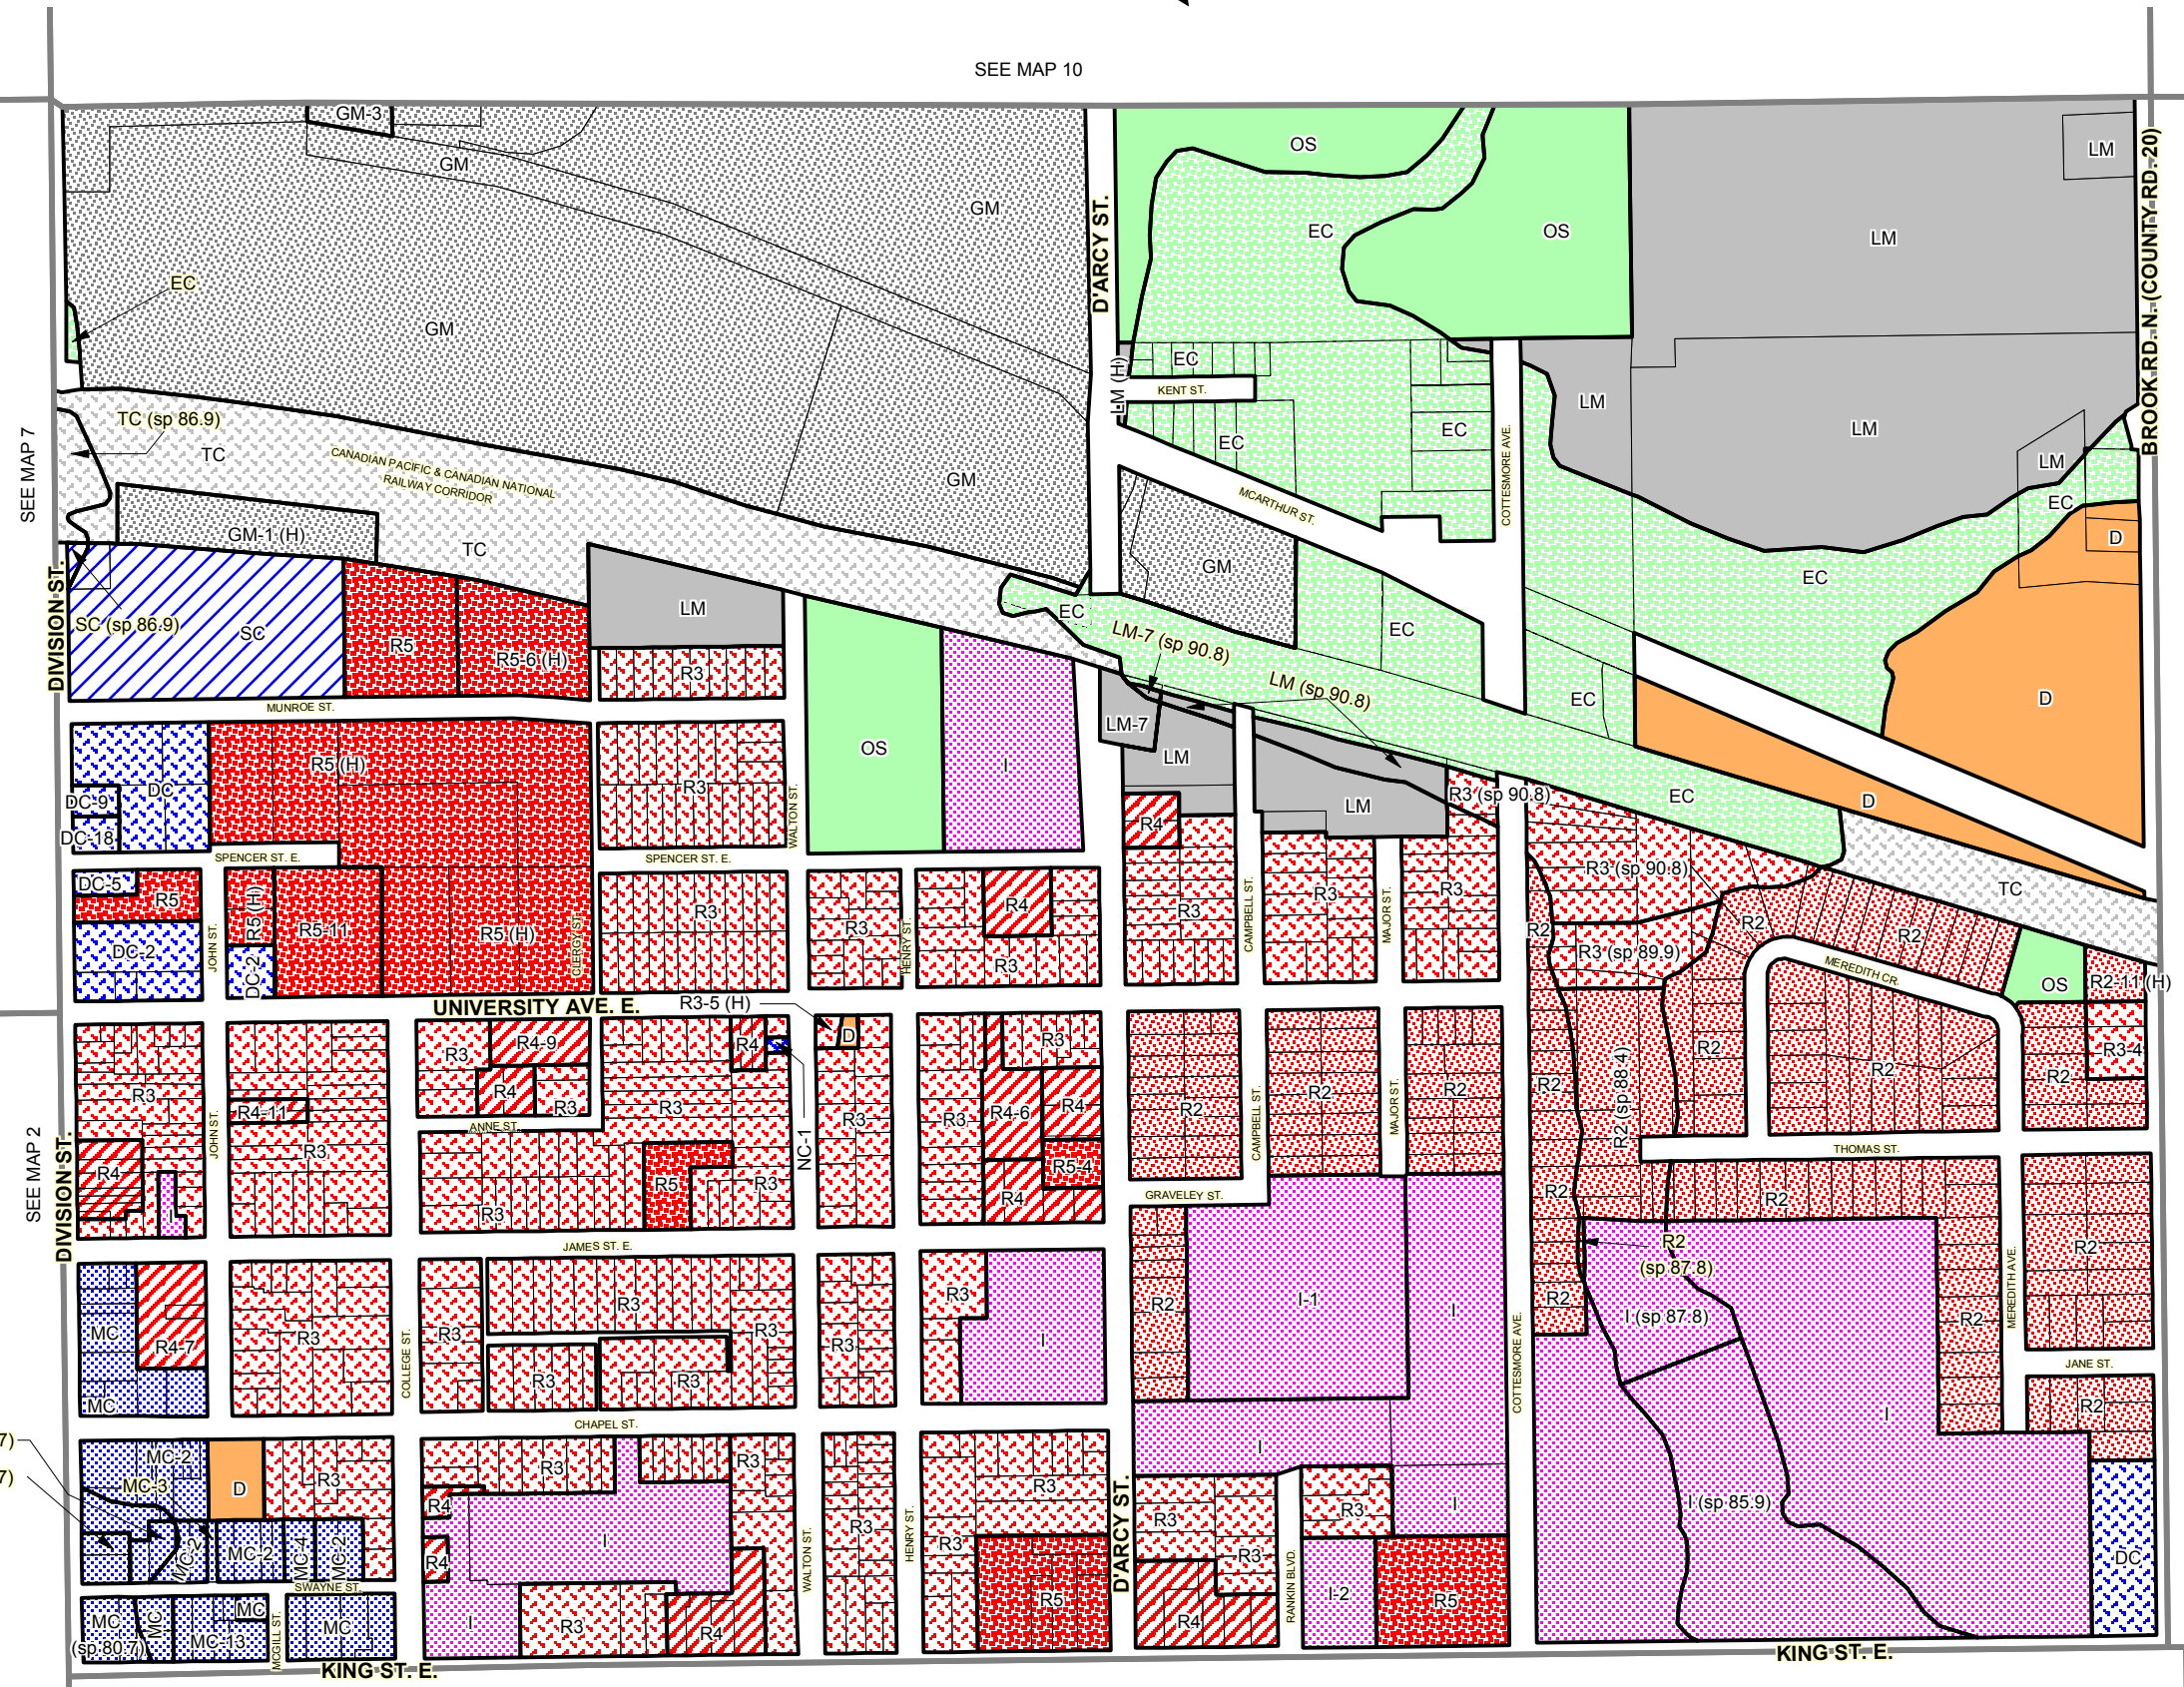 SEE MAP 10
GM-3
GM
GM
OS
LM
EC
OS
LM
D'ARCY ST.
BROOK RD. N. (COUNTY RD. 20)
EC
GM
EC
LM (H)
KENT ST.
LM
LM
TC (sp 86.9)
TC
CANADIAN PACIFIC & CANADIAN NATIONAL
RAILWAY CORRIDOR
EC
EC
SEE MAP 7
GM
LM
COTTESMORE AVE.
MCARTHUR ST.
EC
GM-1 (H)
TC
D
GM
EC
DIVISION ST.
SC (sp 86.9)
SC
R5
R5-6 (H)
LM
R3
EC
LM-7 (sp 90.8)
EC
LM (sp 90.8)
EC
D
MUNROE ST.
LM-7
DC
R5 (H)
R3
OS
I
LM
DC-9
DC-18
WALTON ST.
R4
LM
R3 (sp 90.8)
EC
D
SPENCER ST. E.
SPENCER ST. E.
DC-5
R5
R5 (H)
R5-11
R5 (H)
R3
R3
R4
R3
R3
R3
R3 (sp 90.8)
TC
DC-2
JOHN ST.
DC-2
CLERGY ST.
HENRY ST.
R3
CAMPBELL ST.
MAJOR ST.
R2
R3 (sp 89.9)
R2
R2
MEREDITH CR.
OS
R2-11 (H)
UNIVERSITY AVE. E.
R3-5 (H)
R3
R4-9
R4
D
R3
R3-4
R3
R4-11
R4
R3
R3
R3
R3
R4-6
R4
R2
R2
R2
R2
R2 (sp 88.4)
R2
R2
R2
ANNE ST.
JOHN ST.
NC-1
CAMPBELL ST.
MAJOR ST.
THOMAS ST.
SEE MAP 2
DIVISION ST.
R4
I
R3
R3
R5
R3
R4
R5-4
GRAVELEY ST.
R2
R2
JAMES ST. E.
R2
(sp 87.8)
R2
MC
R4-7
MC
R3
COLLEGE ST.
R3
R3
R3
R3
R3
R3
R3
I
R2
I-1
I
R2
I (sp 87.8)
R2
MEREDITH AVE.
JANE ST.
COTTESMORE AVE.
CHAPEL ST.
7)
7)
MC-2
MC-3
D
R3
R3
R3
R3
R3
I
I
R2
R4
R4
I
WALTON ST.
HENRY ST.
R3
D'ARCY ST.
R3
R3
R3
I
I (sp 85.9)
MC-2
MC-2
MC-4
MC-2
SWAYNE ST.
R5
R4
RANKIN BLVD.
I-2
R5
DC
MC
(sp 80.7)
MC
MC
MC-13
MCGILL ST.
MC
I
R3
R4
KING ST. E.
KING ST. E.